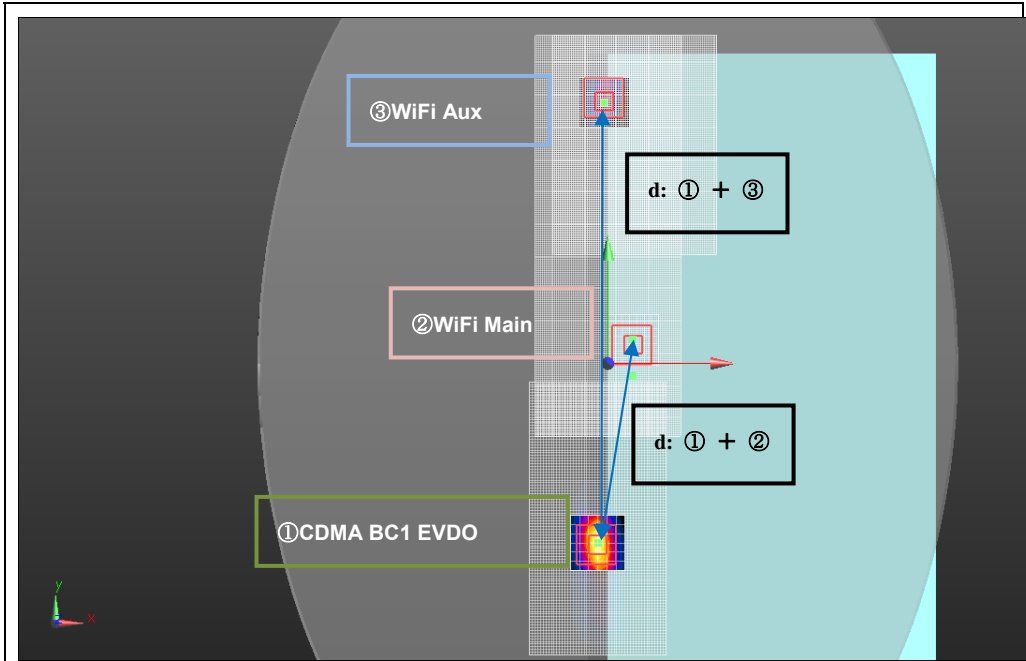 ③WiFi Aux
d: ① + ③
②WiFi Main
d: ① + ②
①CDMA BC1 EVDO
y
x